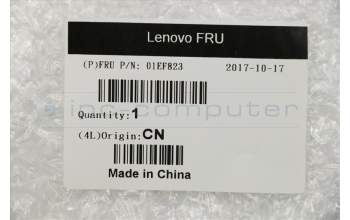 Lenovo FRU
(P)FRU P/N: 01EF823 2017-10-17
ipc-computer
Quantity:1
(4L)Origin:CN
Made in China